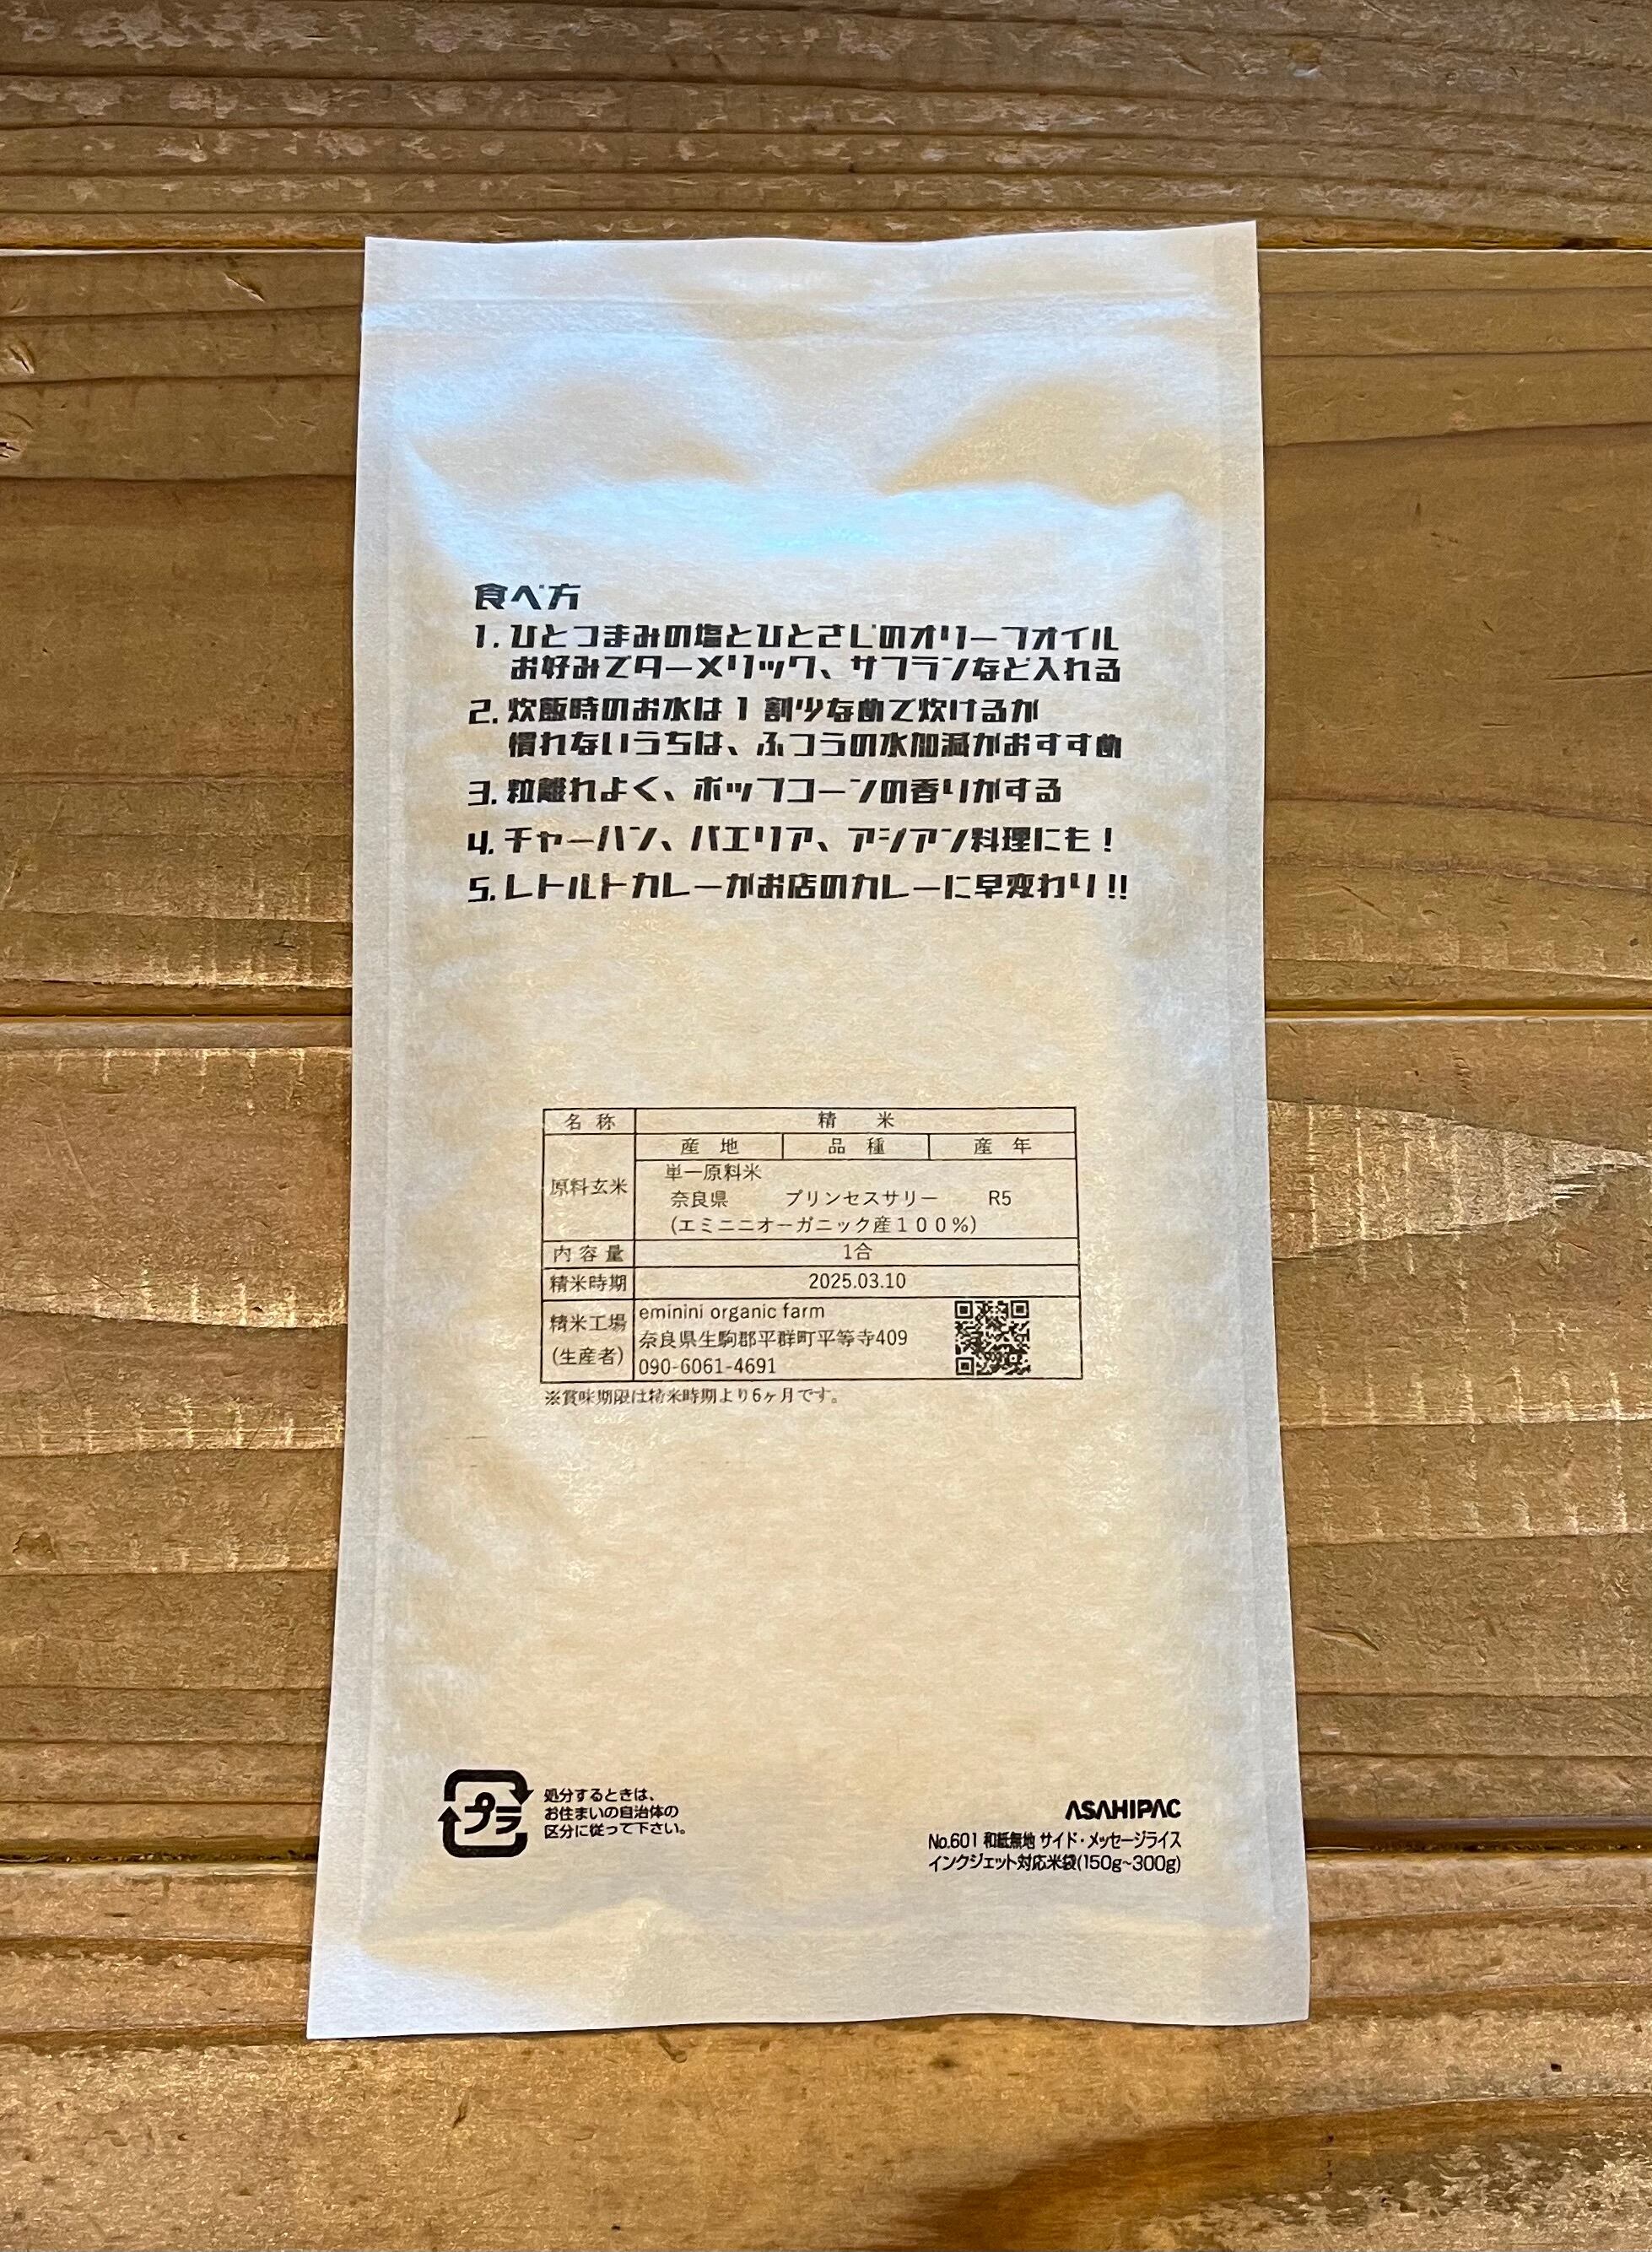 食べ方
1. ひとつまみの塩とひとさじのオリーブオイル
お好みでターメリック、サフランなど入れる
2. 炊飯時のお水は1割少なめで炊けるが
慣れないうちは、ふつうの水加減がおすすめ
3. 粒離れよく、ポップコーンの香りがする
4. チャーハン、パエリア、アジアン料理にも!
5. レトルトカレーがお店のカレーに早変わり!!
名称 精米
原料玄米 産地 品種 産年
単一原料米
奈良県 プリンセスサリー R5
(エミニニオーガニック産100%)
内容量 1合
精米時期 2025.03.10
精米工場 eminini organic farm
奈良県生駒郡平群町平等寺409
(生産者) 090-6061-4691
※賞味期限は精米時期より6ヶ月です。
プラ
処分するときは、
お住まいの自治体の
区分に従って下さい。
ASAHIPAC
No.601 和紙無地 サイド・メッセージライス
インクジェット対応米袋(150g~300g)